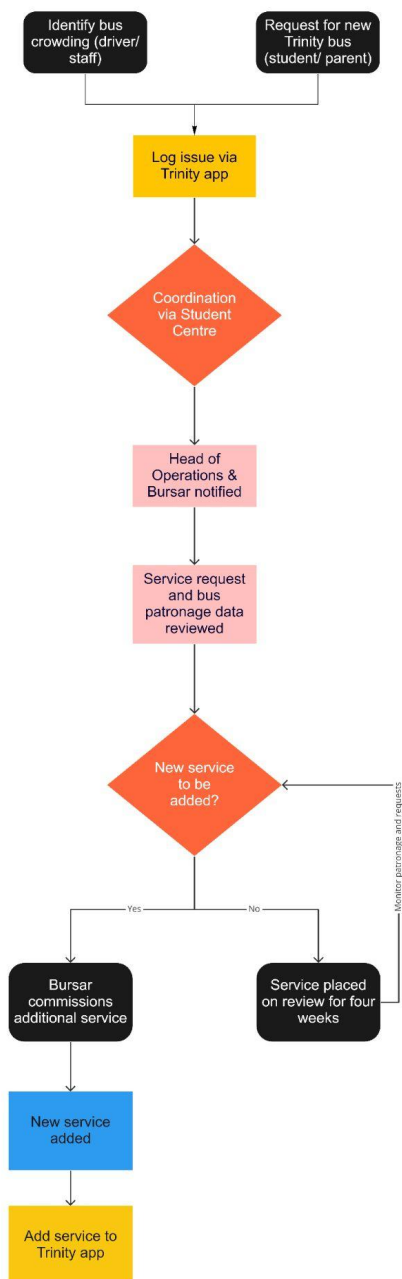 Identify bus
crowding (driver/
staff)
Request for new
Trinity bus
(student/ parent)
Log issue via
Trinity app
Coordination
via Student
Centre
Head of
Operations &
Bursar notified
Service request
and bus
patronage data
reviewed
New service
to be
added?
Monitor patronage and requests
Yes
No
Bursar
commissions
additional service
Service placed
on review for four
weeks
New service
added
Add service to
Trinity app